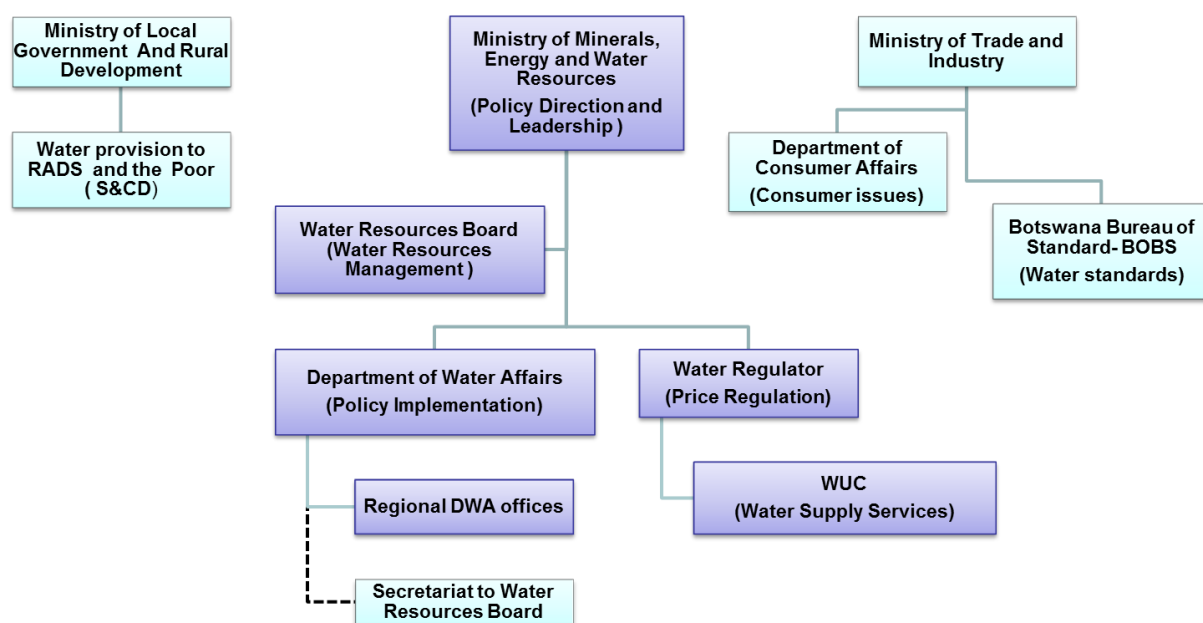 Ministry of Local
Government And Rural
Development
Water provision to
RADS and the Poor
( S&CD)
Ministry of Minerals,
Energy and Water
Resources
(Policy Direction and
Leadership )
Water Resources Board
(Water Resources
Management )
Department of Water Affairs
(Policy Implementation)
Regional DWA offices
Secretariat to Water
Resources Board
Water Regulator
(Price Regulation)
WUC
(Water Supply Services)
Ministry of Trade and
Industry
Department of
Consumer Affairs
(Consumer issues)
Botswana Bureau of
Standard- BOBS
(Water standards)